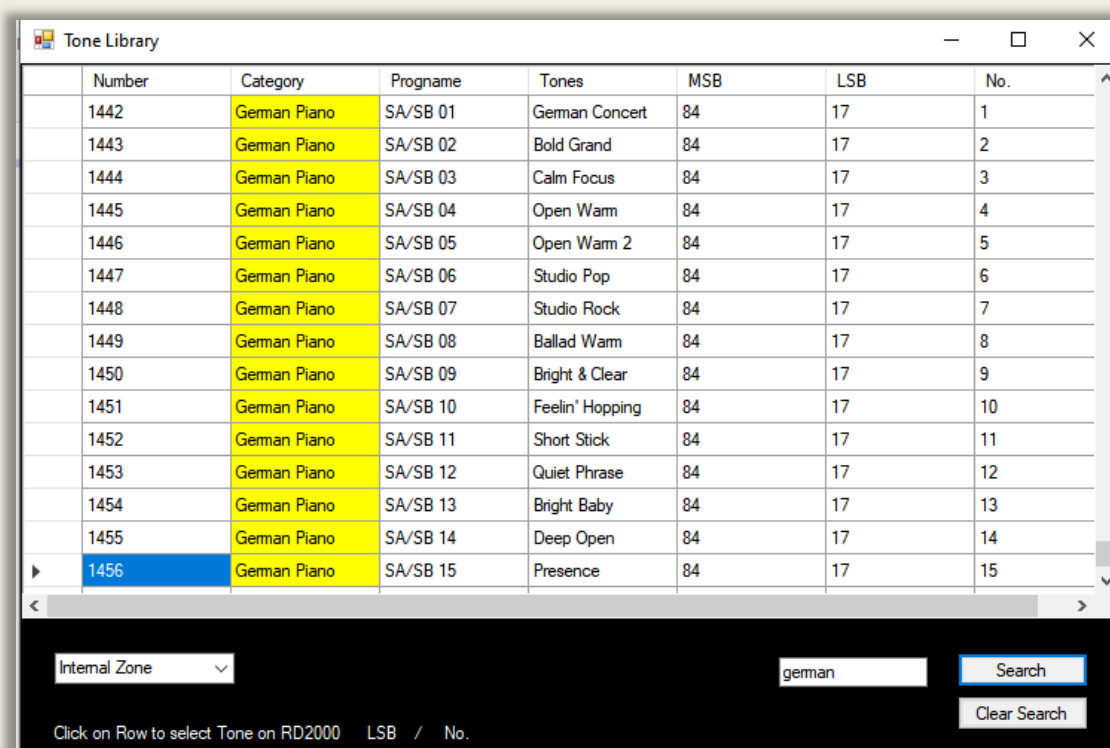 Tone Library
Number Category Progname Tones MSB LSB No.
1442 German Piano SA/SB 01 German Concert 84 17 1
1443 German Piano SA/SB 02 Bold Grand 84 17 2
1444 German Piano SA/SB 03 Calm Focus 84 17 3
1445 German Piano SA/SB 04 Open Warm 84 17 4
1446 German Piano SA/SB 05 Open Warm 2 84 17 5
1447 German Piano SA/SB 06 Studio Pop 84 17 6
1448 German Piano SA/SB 07 Studio Rock 84 17 7
1449 German Piano SA/SB 08 Ballad Warm 84 17 8
1450 German Piano SA/SB 09 Bright & Clear 84 17 9
1451 German Piano SA/SB 10 Feelin' Hopping 84 17 10
1452 German Piano SA/SB 11 Short Stick 84 17 11
1453 German Piano SA/SB 12 Quiet Phrase 84 17 12
1454 German Piano SA/SB 13 Bright Baby 84 17 13
1455 German Piano SA/SB 14 Deep Open 84 17 14
1456 German Piano SA/SB 15 Presence 84 17 15
Internal Zone german Search
Clear Search
Click on Row to select Tone on RD2000 LSB / No.